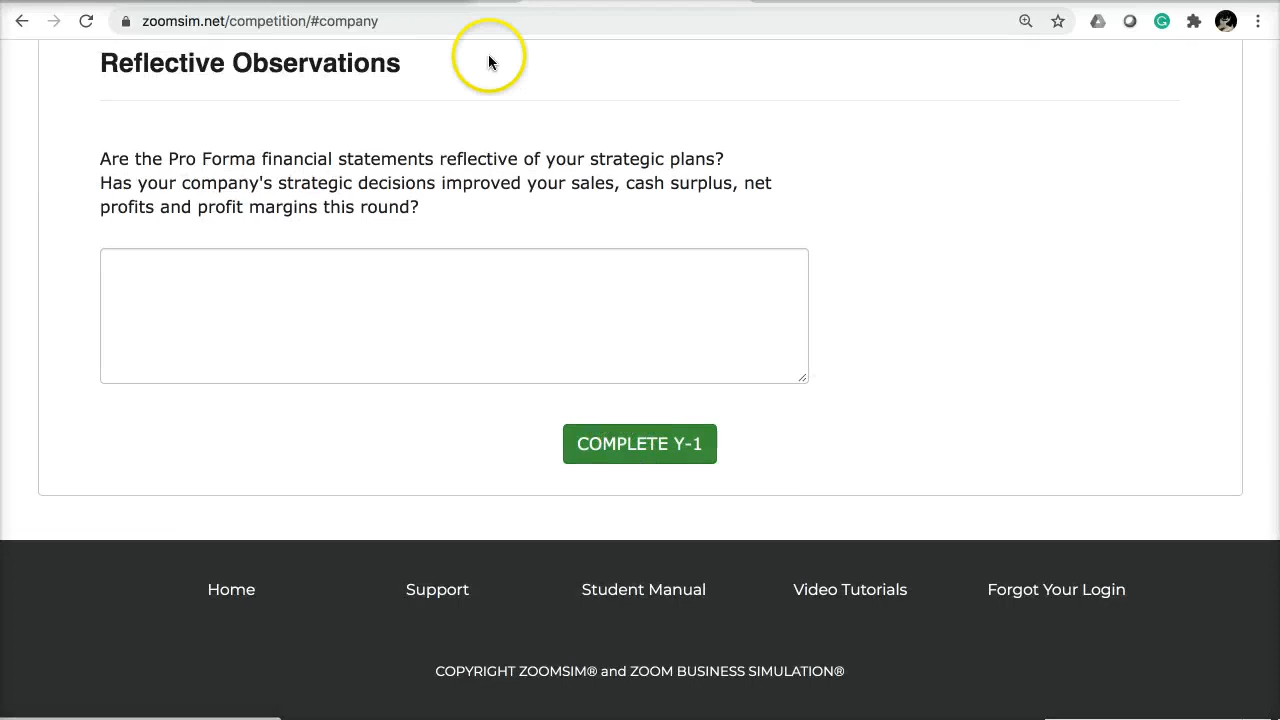 zoomsim.net/competition/#company
Reflective Observations
Are the Pro Forma financial statements reflective of your strategic plans?
Has your company's strategic decisions improved your sales, cash surplus, net
profits and profit margins this round?
COMPLETE Y-1
Home Support Student Manual Video Tutorials Forgot Your Login
COPYRIGHT ZOOMSIM® and ZOOM BUSINESS SIMULATION®